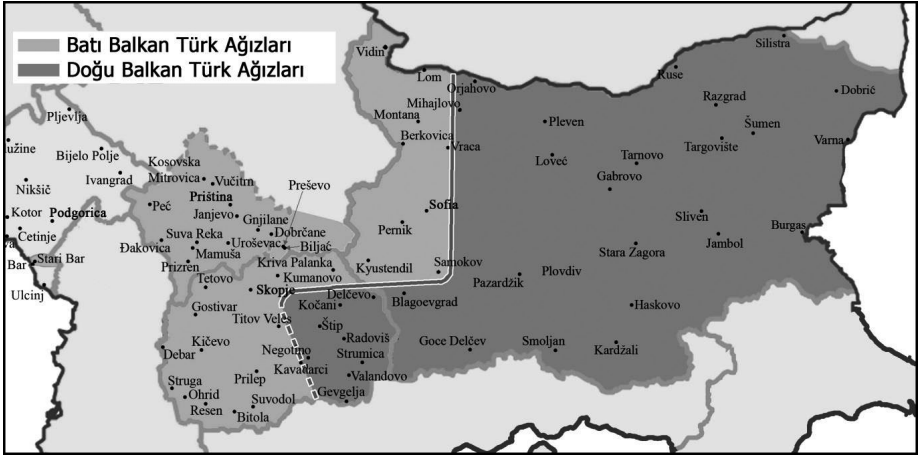 Batı Balkan Türk Ağızları
Doğu Balkan Türk Ağızları
Vidin
Silistra
Lom
Orjahovo
Ruse
Mihajlovo
Razgrad
Dobrič
Pljevlja
Montana
Pleven
Šumen
Berkovica
Varna
Targovište
užine
Bijelo Polje
Kosovska
Mitrovica
Vraca
Loveć
Tarnovo
Gabrovo
Nikšič
Ivangrad
Vučitrn
Preševo
Priština
Peć
Janjevo
Sofia
Sliven
Kotor
Podgorica
Gnjilane
Dobrčane
Pernik
Burgas
Cetinje
va
Suva Reka
Uroševac
Biljać
Jambol
Đakovica
Mamuša
Stara Zagora
Bar
Stari Bar
Prizren
Kriva Palanka
Kyustendil
Samokov
Tetovo
Kumanovo
Pazardžik
Plovdiv
Ulcinj
Skopje
Delčevo
Blagoevgrad
Gostivar
Kočani
Haskovo
Titov Veles
Štip
Kičevo
Radoviš
Goce Delčev
Smoljan
Kardžali
Debar
Negotino
Strumica
Kavadarci
Valandovo
Struga
Prilep
Gevgelja
Ohrid
Suvodol
Resen
Bitola